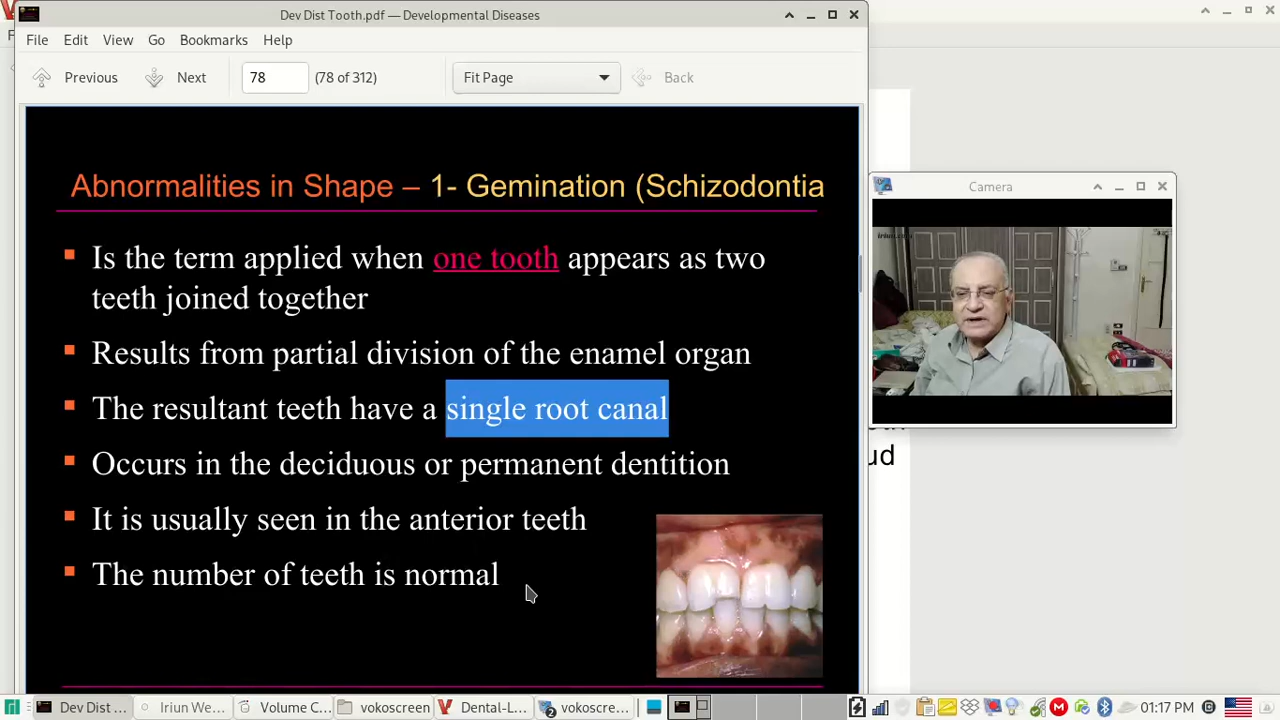 Dev Dist Tooth.pdf — Developmental Diseases
File Edit View Go Bookmarks Help
Previous Next 78 (78 of 312) Fit Page Back
Abnormalities in Shape – 1- Gemination (Schizodontia
Is the term applied when one tooth appears as two
teeth joined together
Results from partial division of the enamel organ
The resultant teeth have a single root canal
Occurs in the deciduous or permanent dentition
It is usually seen in the anterior teeth
The number of teeth is normal
Camera
ud
Dev Dist ... Iriun We... Volume C... vokoscree... Dental-L... vokoscre... 01:17 PM